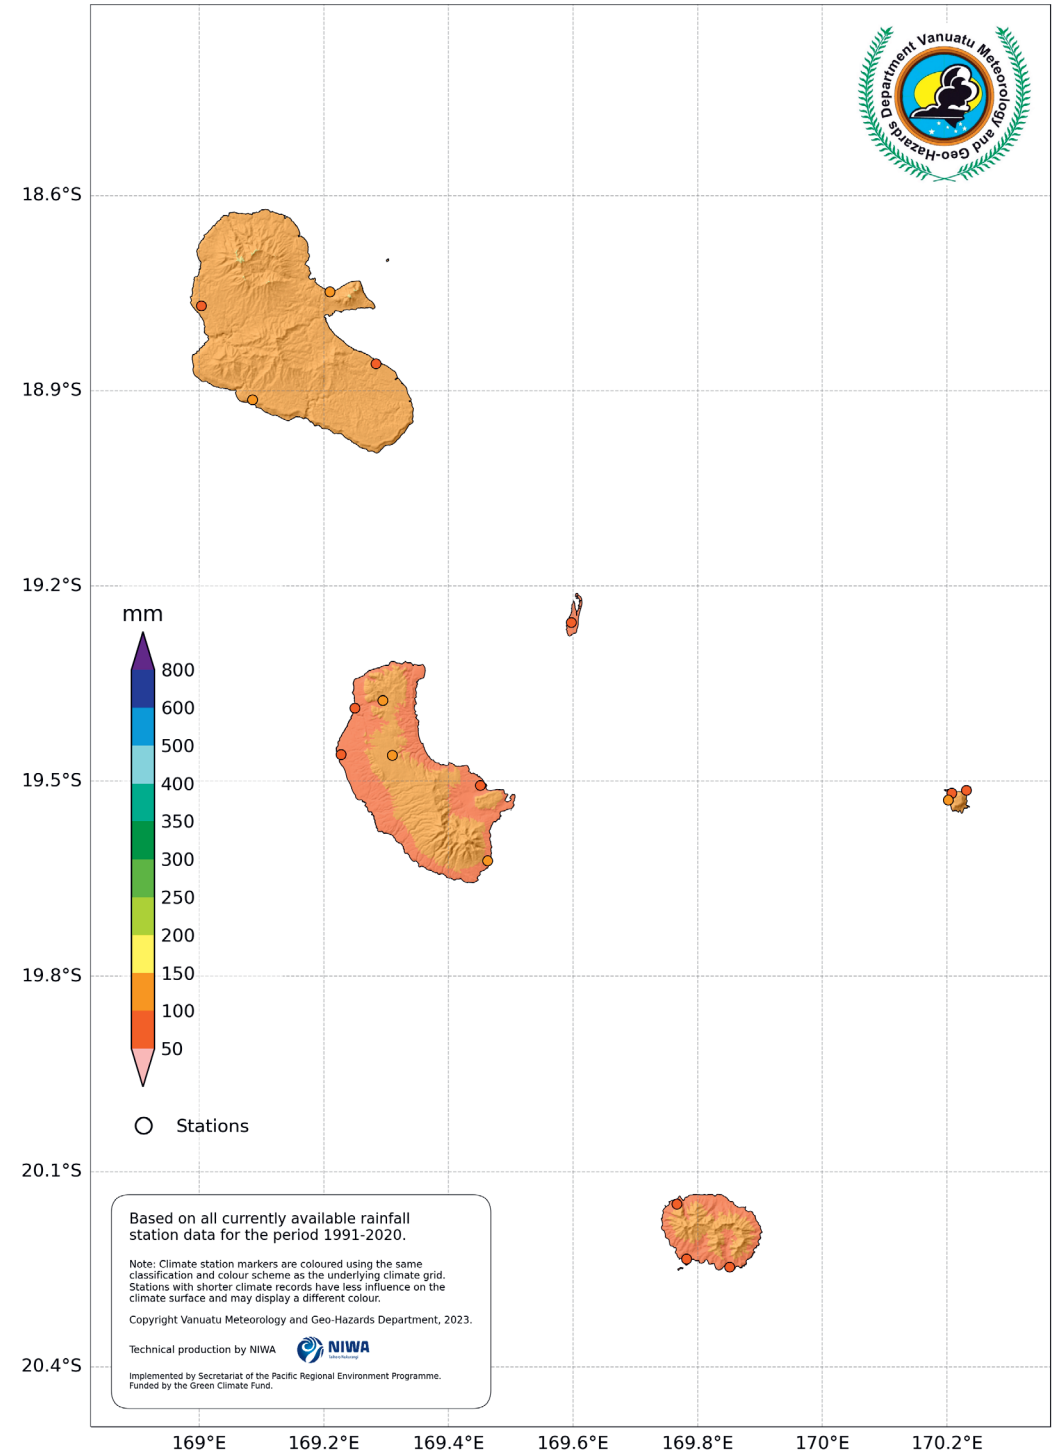 Department Vanuatu Meteorology and Geo-Hazards
18.6°S
18.9°S
19.2°S
mm
800
600
500
400
350
300
250
200
150
100
50
19.5°S
19.8°S
Stations
20.1°S
Based on all currently available rainfall
station data for the period 1991-2020.
Note: Climate station markers are coloured using the same
classification and colour scheme as the underlying climate grid.
Stations with shorter climate records have less influence on the
climate surface and may display a different colour.
Copyright Vanuatu Meteorology and Geo-Hazards Department, 2023.
Technical production by NIWA
NIWA
Implemented by Secretariat of the Pacific Regional Environment Programme.
Funded by the Green Climate Fund.
20.4°S
169°E 169.2°E 169.4°E 169.6°E 169.8°E 170°E 170.2°E